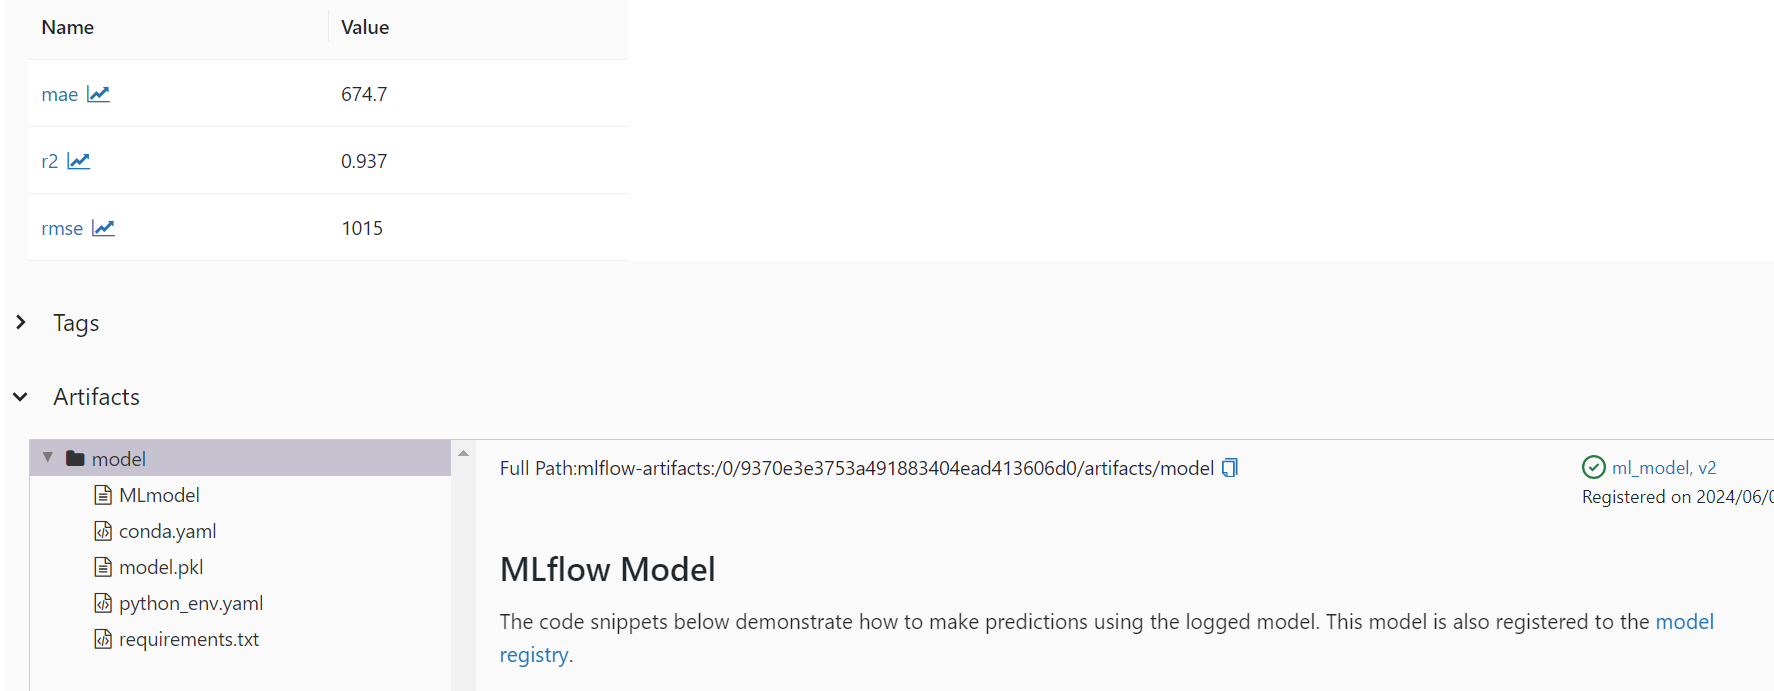 Name Value
mae 674.7
r2 0.937
rmse 1015
Tags
Artifacts
model
MLmodel
conda.yaml
model.pkl
python_env.yaml
requirements.txt
Full Path:mlflow-artifacts:/0/9370e3e3753a491883404ead413606d0/artifacts/model
ml_model, v2
Registered on 2024/06/0
MLflow Model
The code snippets below demonstrate how to make predictions using the logged model. This model is also registered to the model
registry.